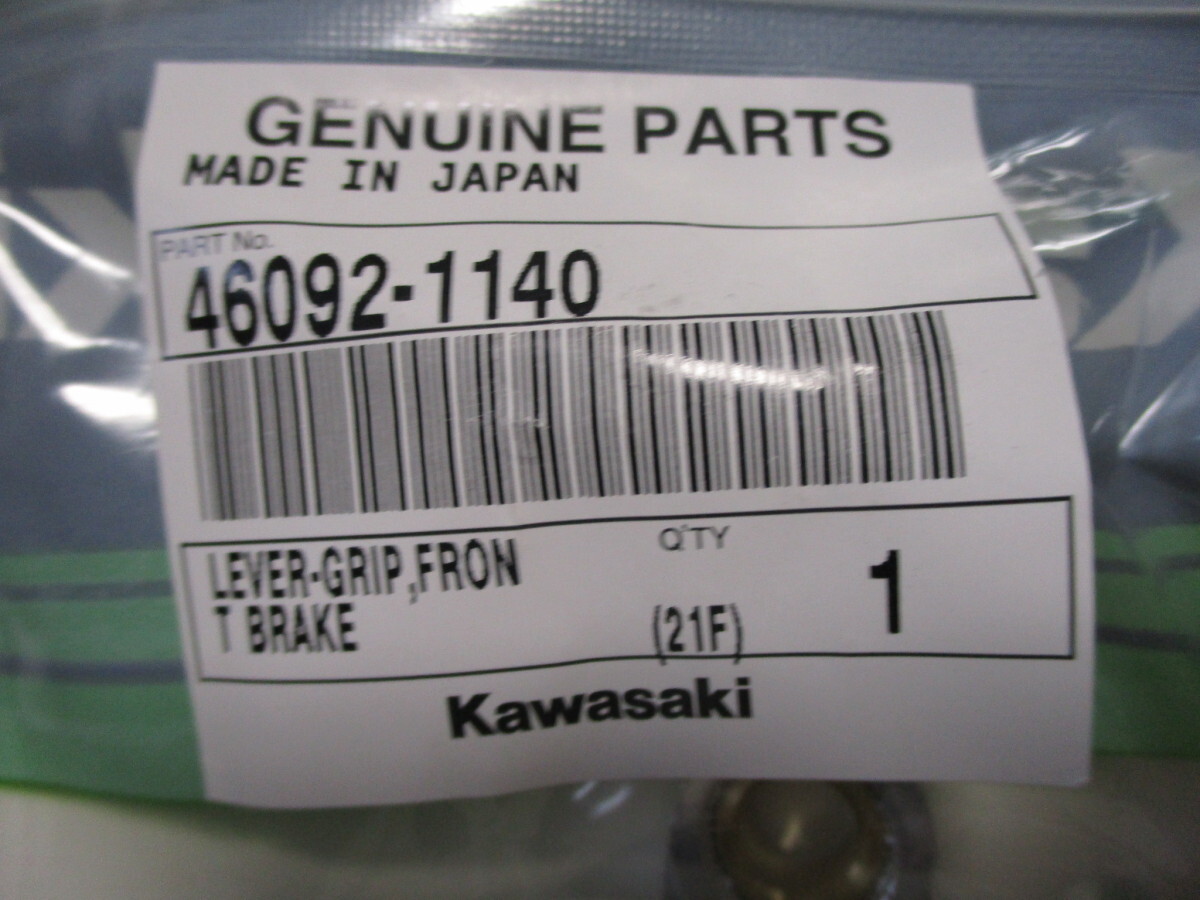 GENUINE PARTS
MADE IN JAPAN
PART No.
46092-1140
LEVER-GRIP,FRON
T BRAKE
Q'TY
(21F)
1
Kawasaki